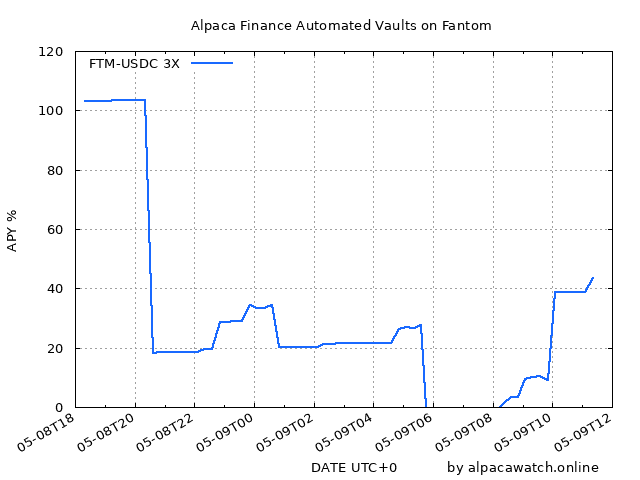 Alpaca Finance Automated Vaults on Fantom
FTM-USDC 3X
120
100
80
60
40
20
0
APY %
05-08T18
05-08T20
05-08T22
05-09T00
05-09T02
05-09T04
05-09T06
05-09T08
05-09T10
05-09T12
DATE UTC+0
by alpacawatch.online